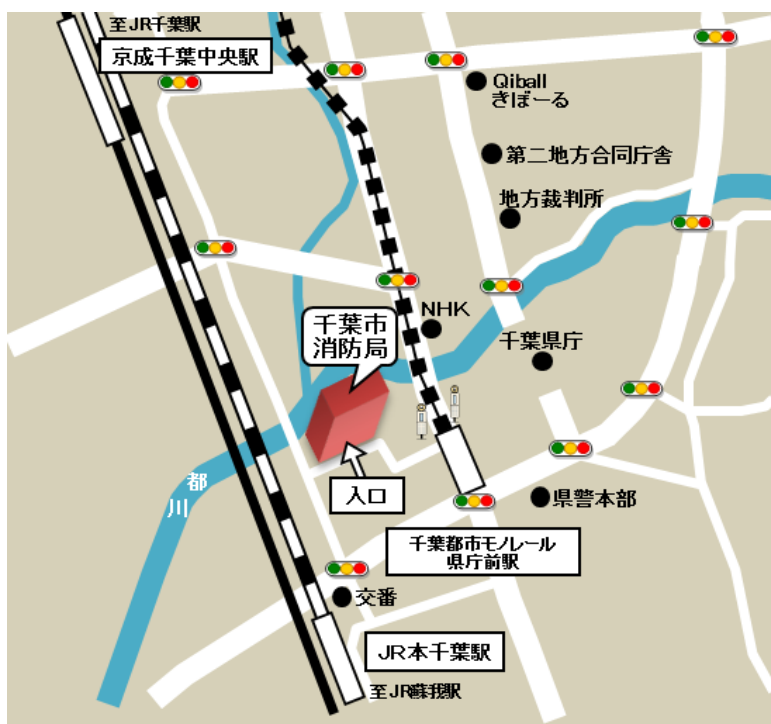 至JR千葉駅
京成千葉中央駅
Qiball
きぼーる
第二地方合同庁舎
地方裁判所
NHK
千葉市
消防局
千葉県庁
都
川
入口
県警本部
千葉都市モノレール
県庁前駅
交番
JR本千葉駅
至JR蘇我駅